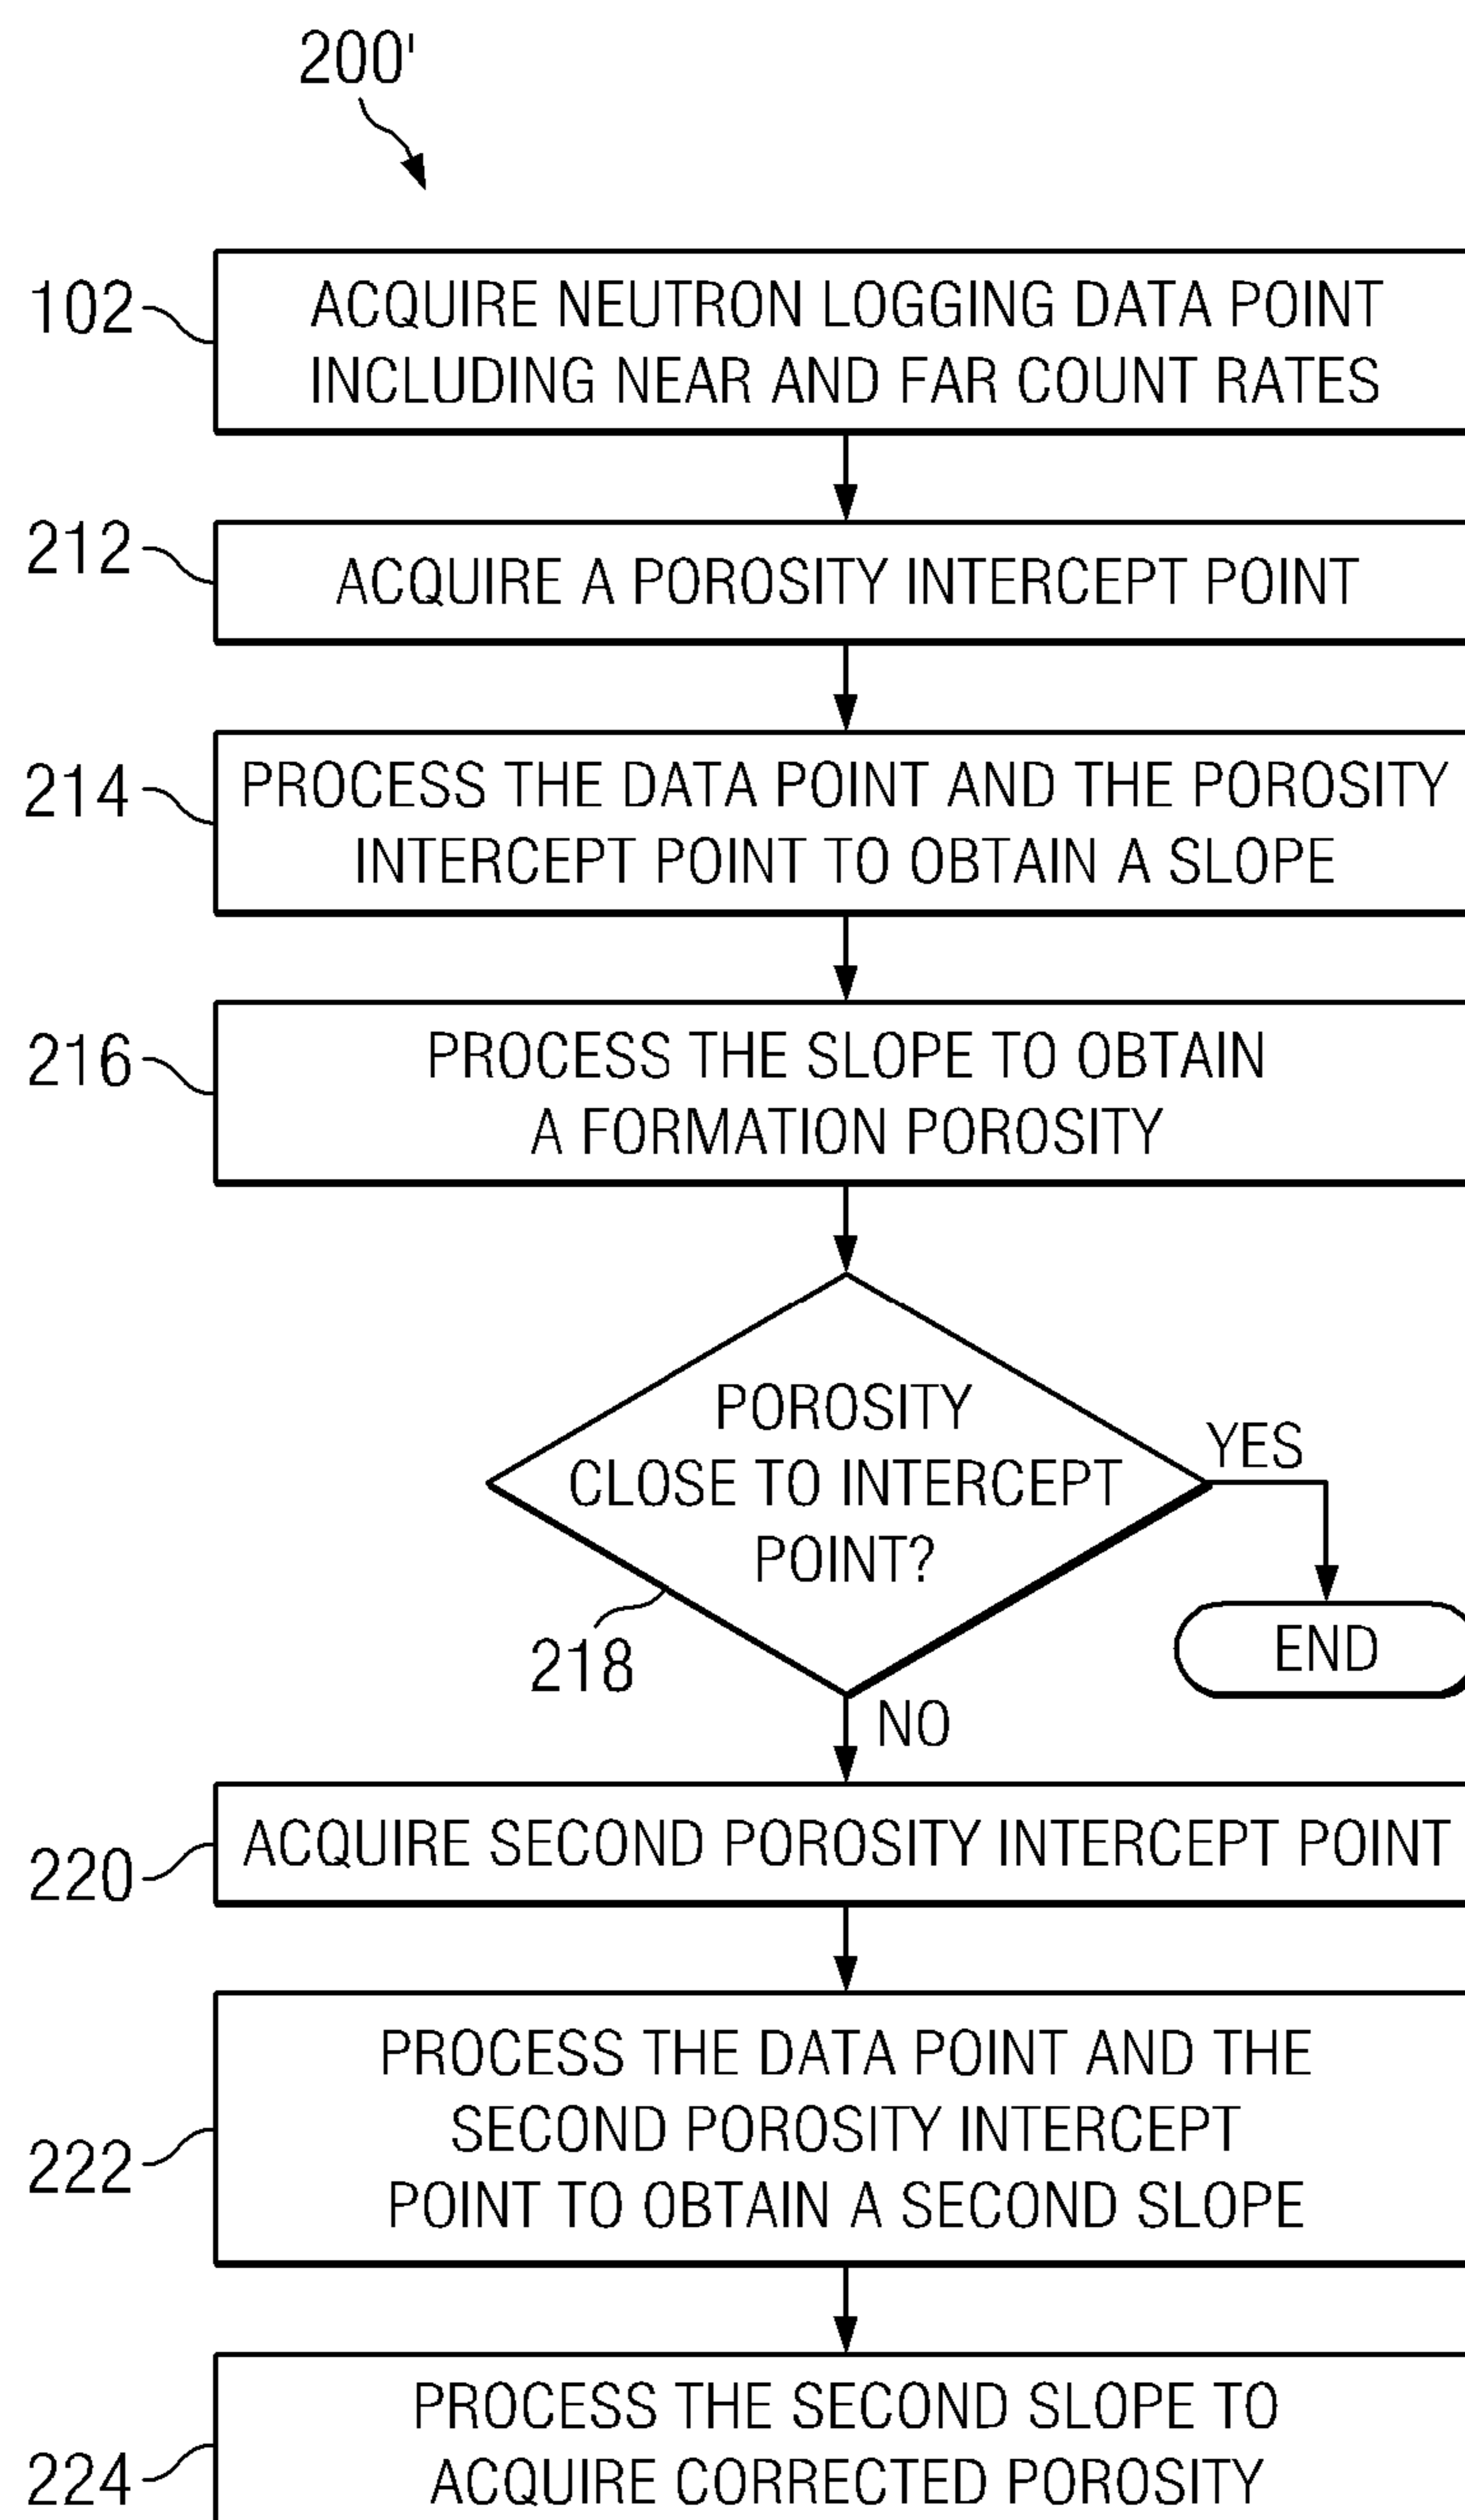 200'
102
ACQUIRE NEUTRON LOGGING DATA POINT
INCLUDING NEAR AND FAR COUNT RATES
212
ACQUIRE A POROSITY INTERCEPT POINT
214
PROCESS THE DATA POINT AND THE POROSITY
INTERCEPT POINT TO OBTAIN A SLOPE
216
PROCESS THE SLOPE TO OBTAIN
A FORMATION POROSITY
POROSITY
CLOSE TO INTERCEPT
POINT?
YES
218
END
NO
220
ACQUIRE SECOND POROSITY INTERCEPT POINT
222
PROCESS THE DATA POINT AND THE
SECOND POROSITY INTERCEPT
POINT TO OBTAIN A SECOND SLOPE
224
PROCESS THE SECOND SLOPE TO
ACQUIRE CORRECTED POROSITY